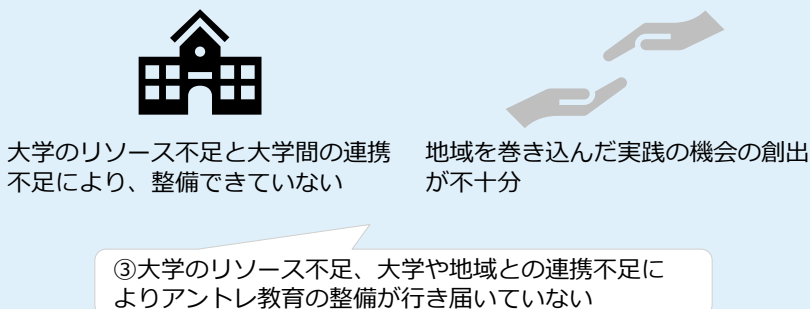 大学のリソース不足と大学間の連携
不足により、整備できていない
地域を巻き込んだ実践の機会の創出
が不十分
③大学のリソース不足、大学や地域との連携不足に
よりアントレ教育の整備が行き届いていない